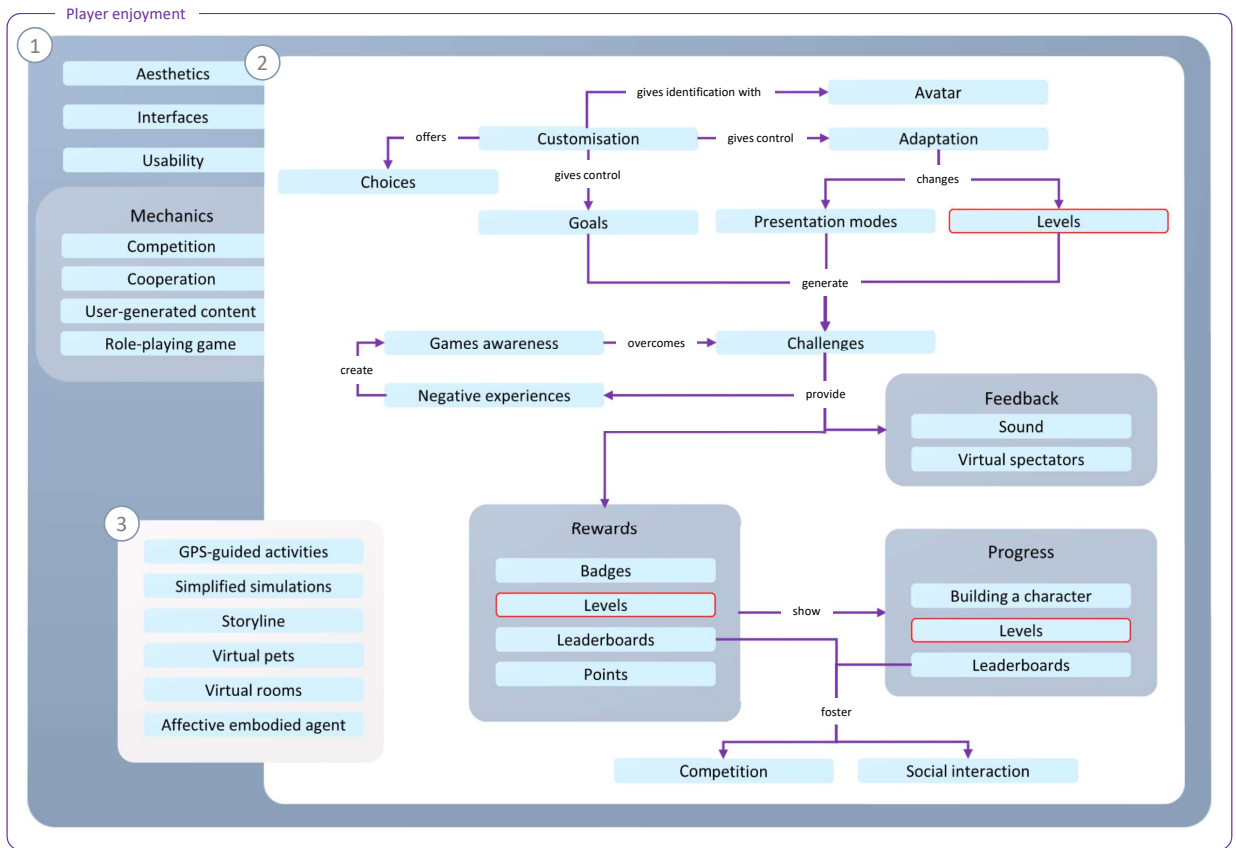 Player enjoyment
1
Aesthetics
Interfaces
Usability
Mechanics
Competition
Cooperation
User-generated content
Role-playing game
2
gives identification with
Avatar
offers
Customisation
gives control
Adaptation
Choices
gives control
changes
Goals
Presentation modes
Levels
generate
Games awareness
overcomes
Challenges
create
Negative experiences
provide
Feedback
Sound
Virtual spectators
3
GPS-guided activities
Simplified simulations
Storyline
Virtual pets
Virtual rooms
Affective embodied agent
Rewards
Badges
Levels
Leaderboards
Points
show
Progress
Building a character
Levels
Leaderboards
foster
Competition
Social interaction